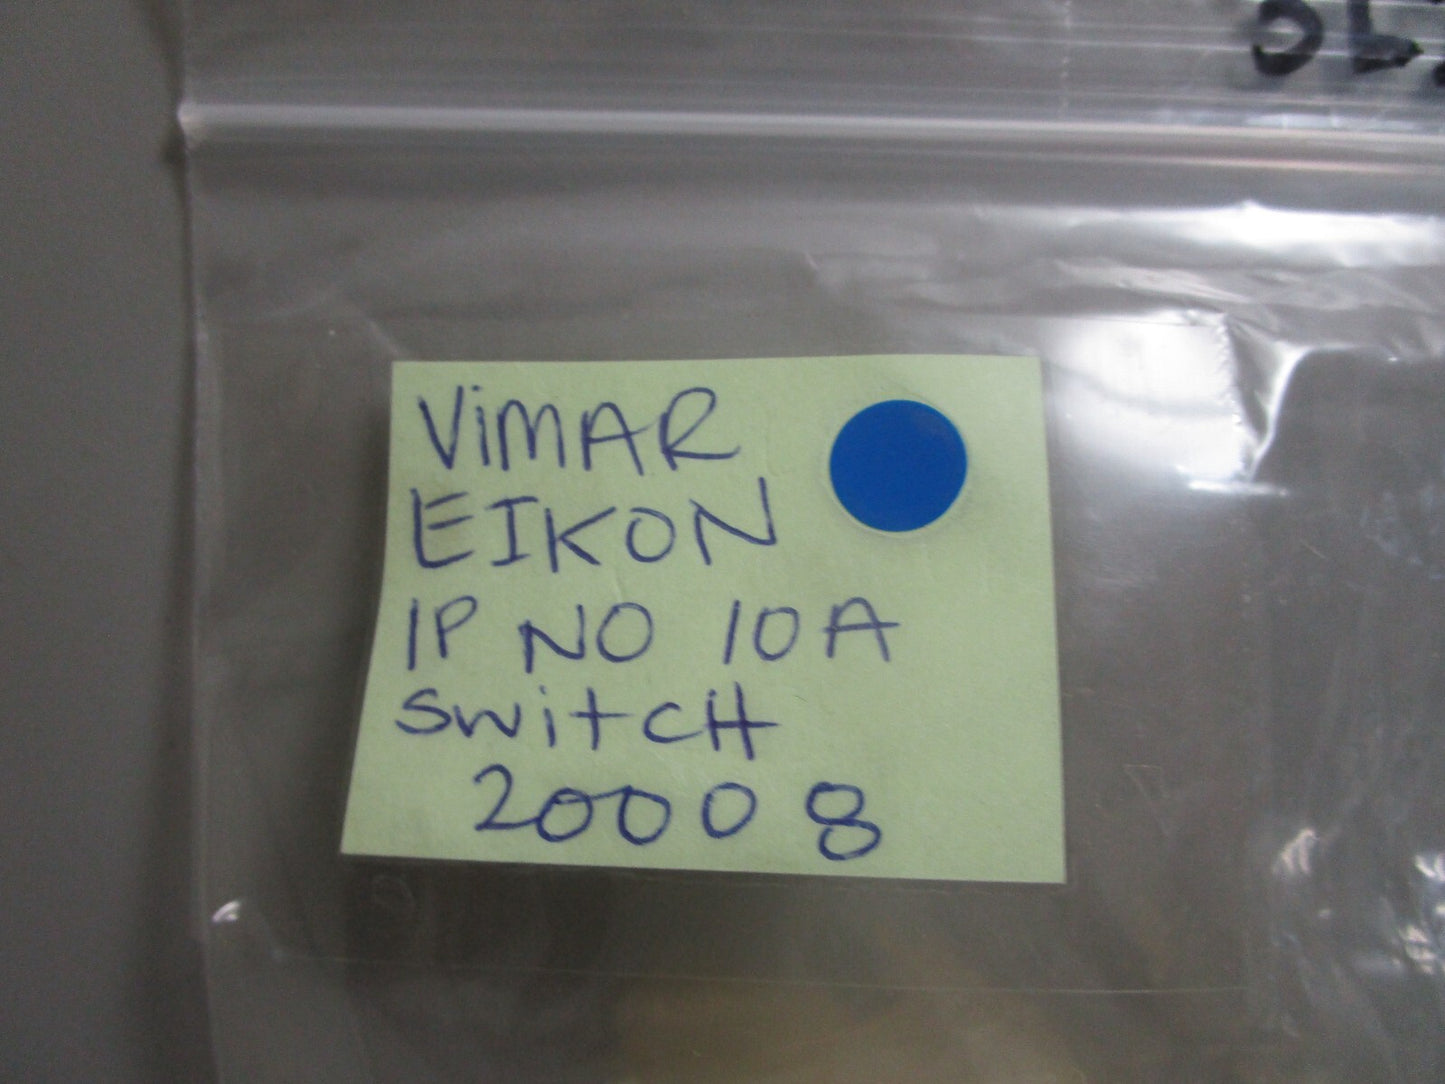 ViMAR
EIKON
1P NO 10A
SwitCH
20008